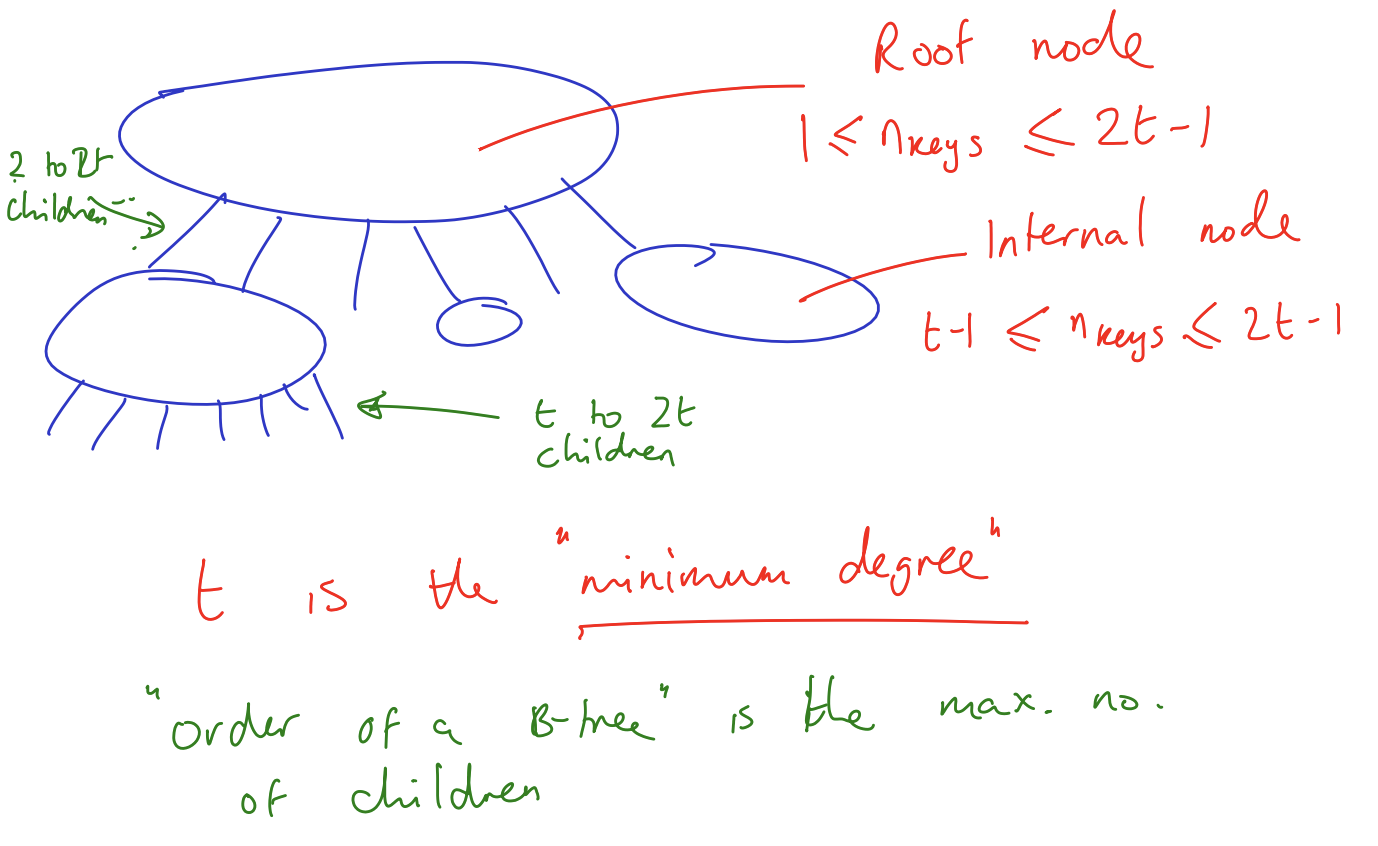 Root node
1 ≤ nkeys ≤ 2t-1
2 to 2t
children
Internal node
t-1 ≤ nkeys ≤ 2t-1
t to 2t
children
t is the "minimum degree"
"order of a B-tree" is the max. no.
of children